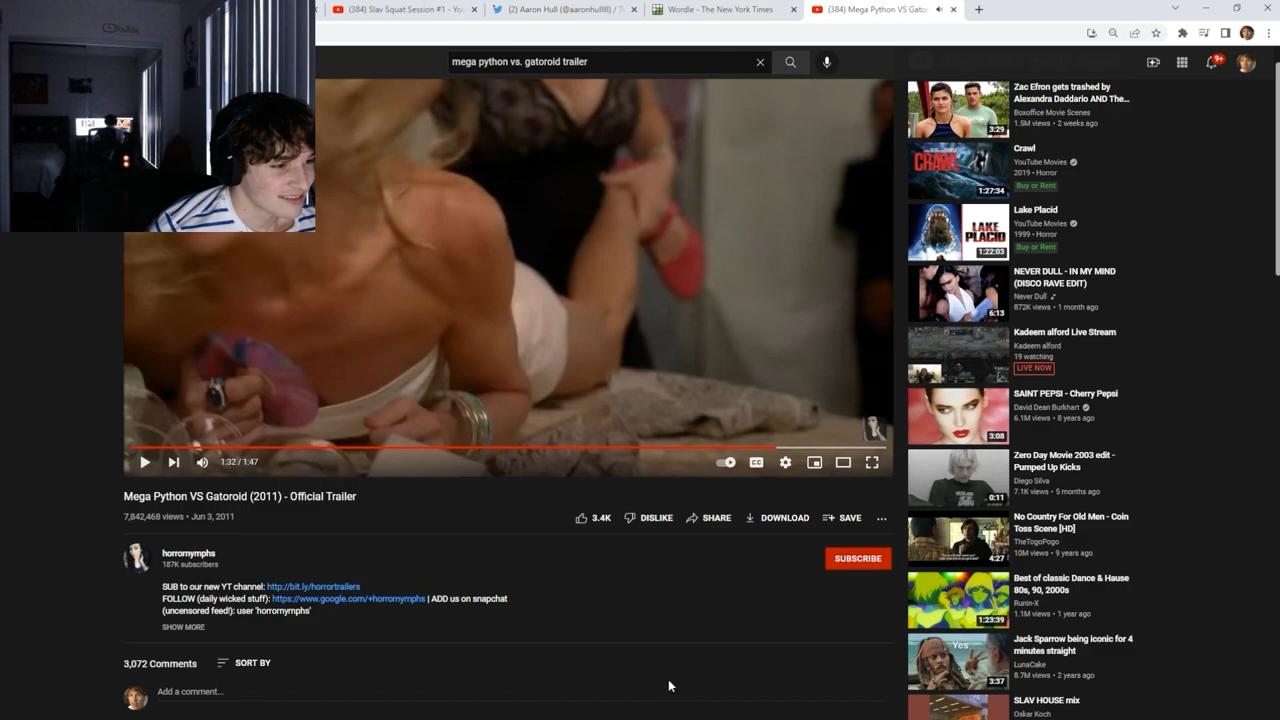 (384) Slav Squat Session #1 - You
(2) Aaron Hull (@aaronhullll) / Tw
Wordle - The New York Times
(384) Mega Python VS Gator
YouTube
mega python vs. gatoroid trailer
9+
1:32 / 1:47
CC
Mega Python VS Gatoroid (2011) - Official Trailer
7,842,468 views • Jun 3, 2011
3.4K
DISLIKE
SHARE
DOWNLOAD
SAVE
horrornymphs
187K subscribers
SUBSCRIBE
SUB to our new YT channel: http://bit.ly/horrortrailers
FOLLOW (daily wicked stuff): https://www.google.com/+horrornymphs | ADD us on snapchat
(uncensored feed!): user 'horrornymphs'
SHOW MORE
3,072 Comments
SORT BY
Add a comment...
Zac Efron gets trashed by
Alexandra Daddario AND The...
Boxoffice Movie Scenes
1.5M views • 2 weeks ago
3:29
Crawl
YouTube Movies
2019 • Horror
Buy or Rent
CRAWL
1:27:34
Lake Placid
YouTube Movies
1999 • Horror
Buy or Rent
LAKE
PLACID
1:22:03
NEVER DULL - IN MY MIND
(DISCO RAVE EDIT)
Never Dull
872K views • 1 month ago
6:13
Kadeem alford Live Stream
Kadeem alford
19 watching
LIVE NOW
SAINT PEPSI - Cherry Pepsi
David Dean Burkhart
6.1M views • 8 years ago
3:08
Zero Day Movie 2003 edit -
Pumped Up Kicks
Diego Silva
7.1K views • 5 months ago
0:11
No Country For Old Men - Coin
Toss Scene [HD]
TheTogoPogo
10M views • 9 years ago
4:27
Best of classic Dance & Hause
80s, 90, 2000s
Runin-X
1.1M views • 1 year ago
1:23:39
Jack Sparrow being iconic for 4
minutes straight
LunaCake
8.7M views • 2 years ago
Yes
3:37
SLAV HOUSE mix
Oskar Koch